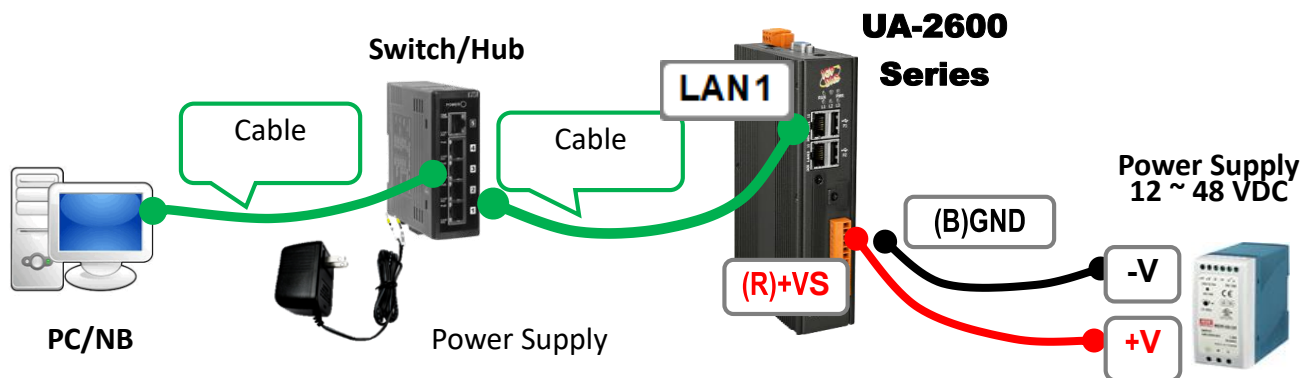 UA-2600
Series
Switch/Hub
LAN1
POWER
Cable
Cable
Power Supply
12 ~ 48 VDC
(B)GND
(R)+VS
-V
+V
PC/NB
Power Supply